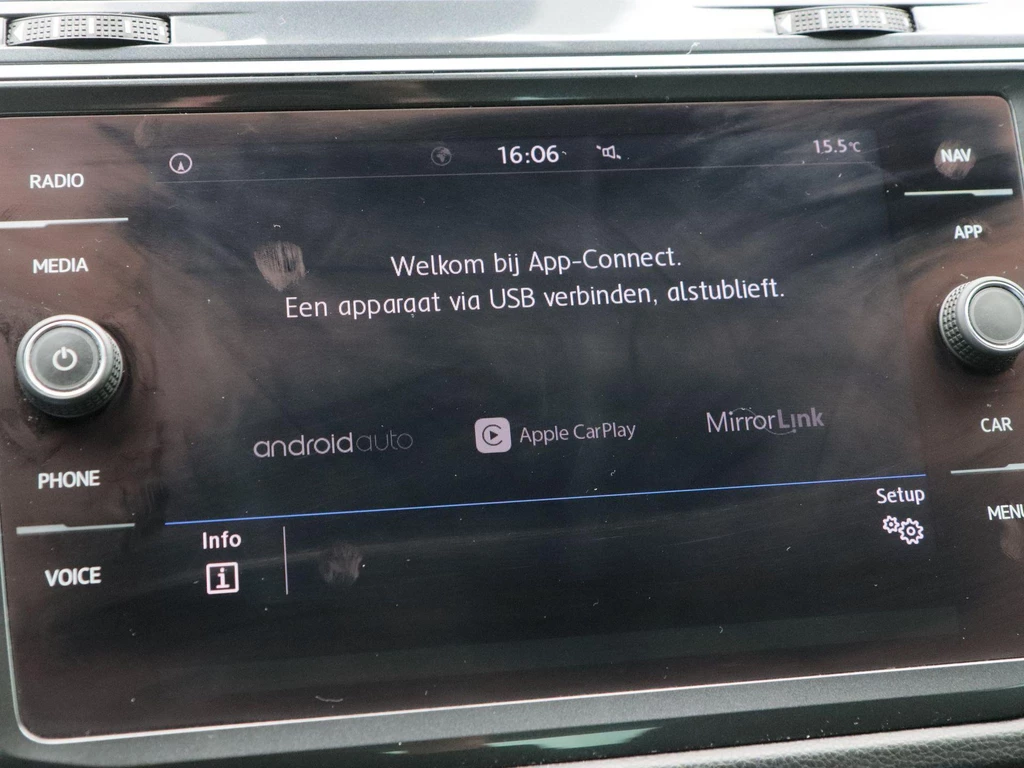 16:06
15.5°C
NAV
RADIO
APP
MEDIA
Welkom bij App-Connect.
Een apparaat via USB verbinden, alstublieft.
androidauto
Apple CarPlay
MirrorLink
CAR
PHONE
Setup
MENU
Info
VOICE